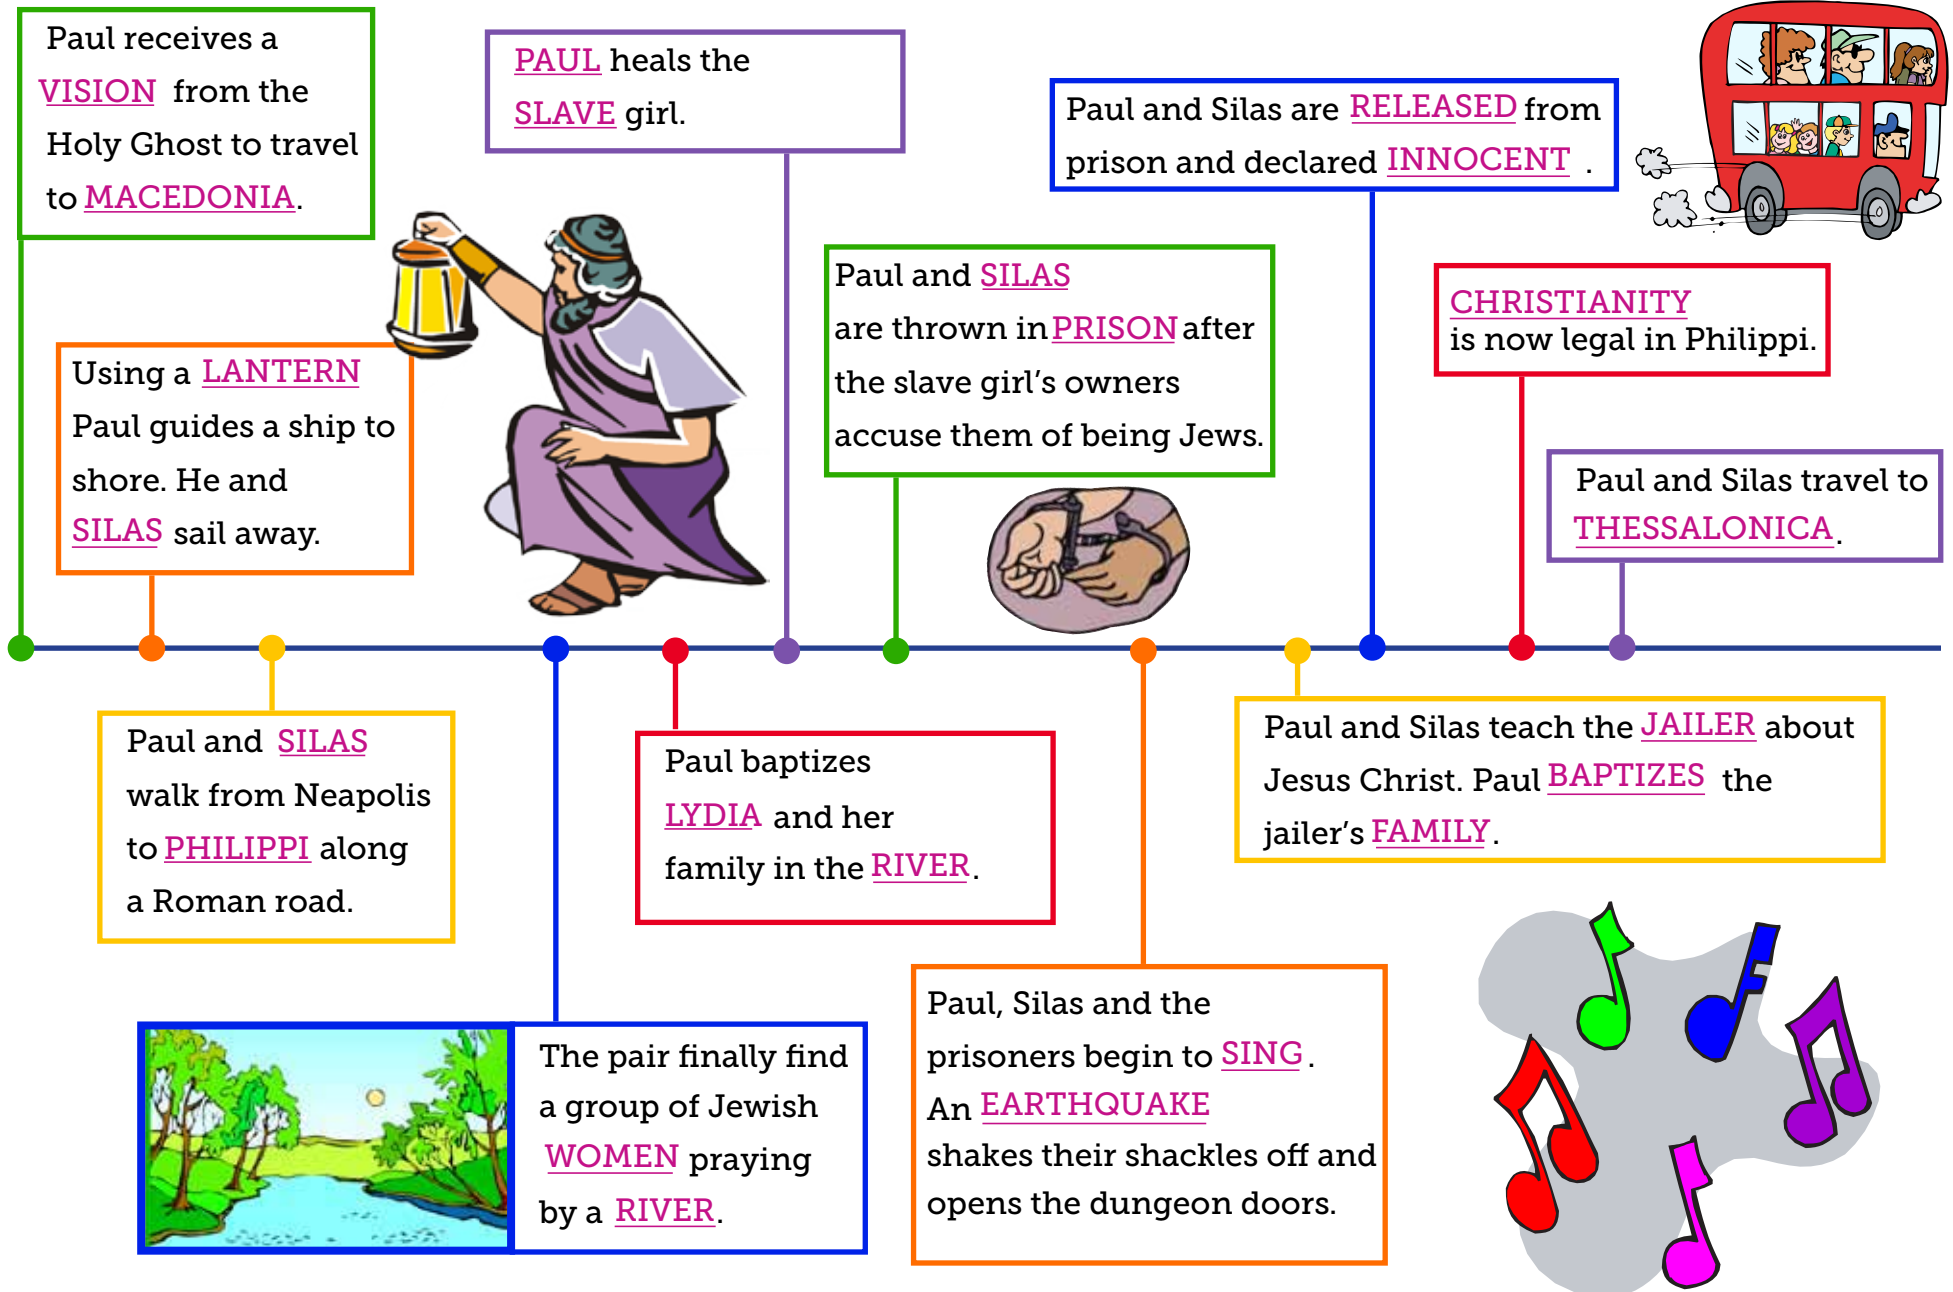 Paul receives a
VISION from the
Holy Ghost to travel
to MACEDONIA.
Using a LANTERN
Paul guides a ship to
shore. He and
SILAS sail away.
Paul and SILAS
walk from Neapolis
to PHILIPPI along
a Roman road.
The pair finally find
a group of Jewish
WOMEN praying
by a RIVER.
Paul baptizes
LYDIA and her
family in the RIVER.
PAUL heals the
SLAVE girl.
Paul and SILAS
are thrown in PRISON after
the slave girl's owners
accuse them of being Jews.
Paul, Silas and the
prisoners begin to SING.
An EARTHQUAKE
shakes their shackles off and
opens the dungeon doors.
Paul and Silas teach the JAILER about
Jesus Christ. Paul BAPTIZES the
jailer's FAMILY.
Paul and Silas are RELEASED from
prison and declared INNOCENT.
CHRISTIANITY
is now legal in Philippi.
Paul and Silas travel to
THESSALONICA.